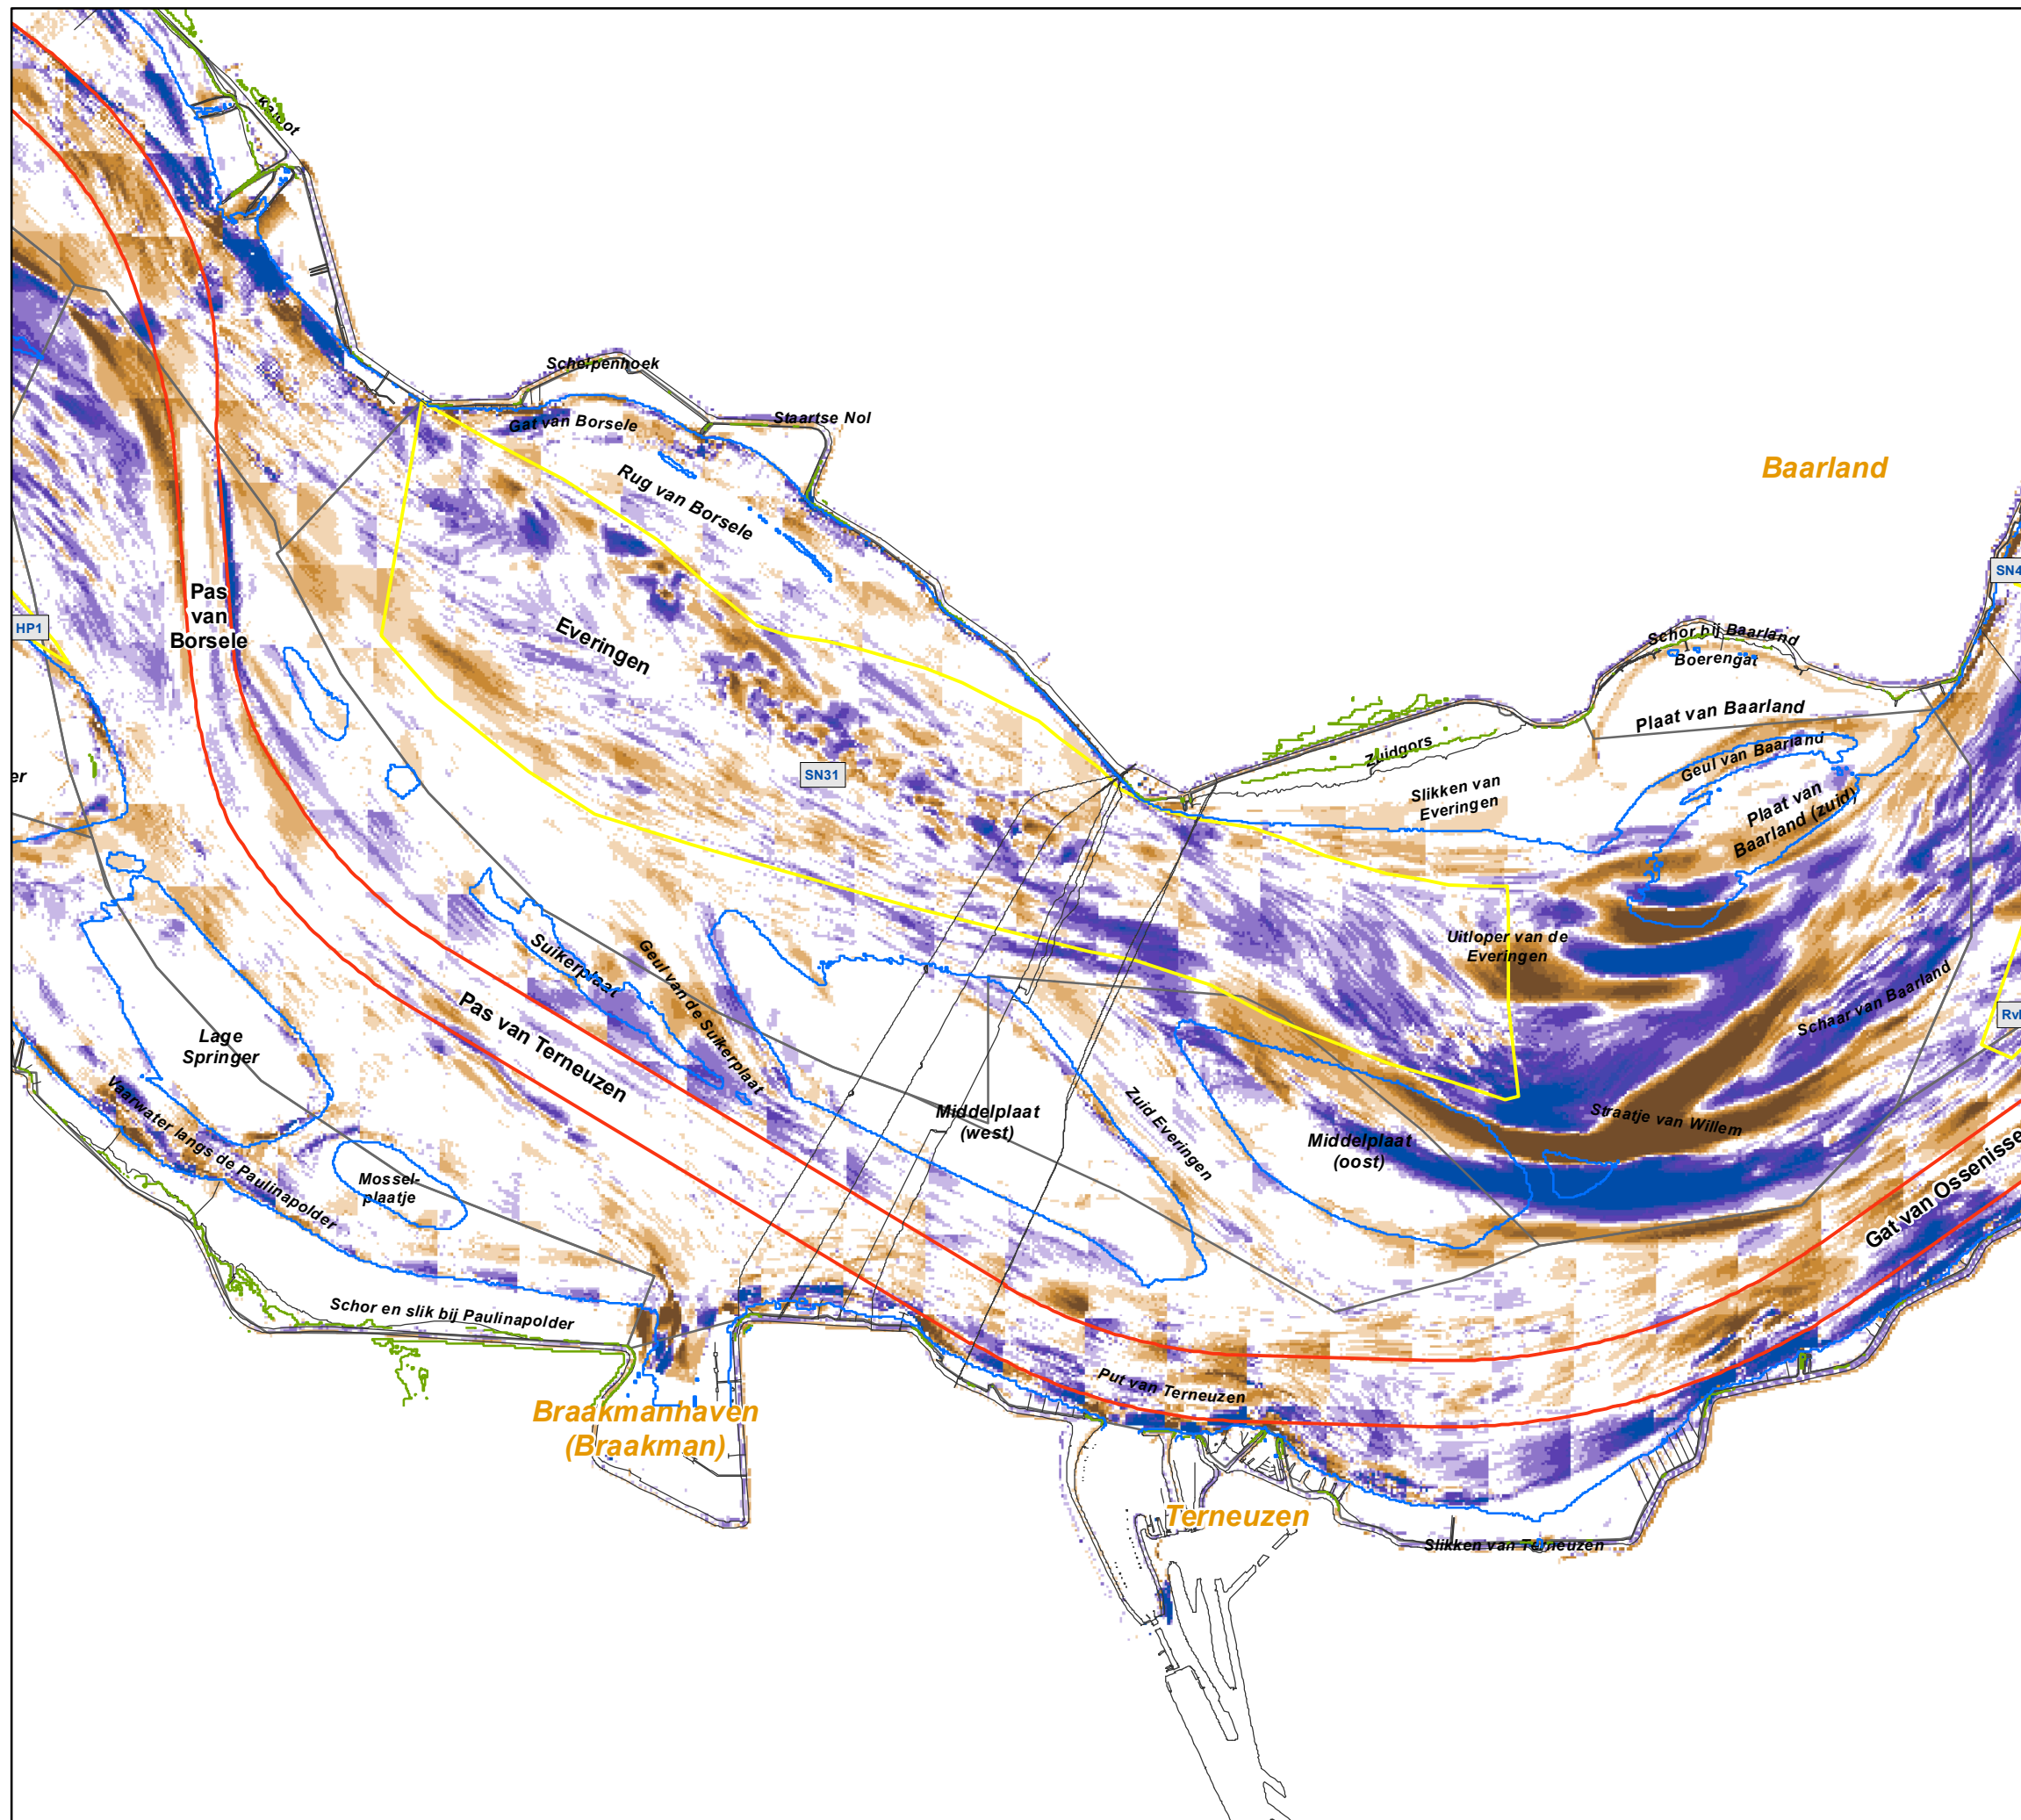 Kaloot
Schelpenhoek
Gat van Borsele
Staartse Nol
Rug van Borsele
Baarland
SN4
Pas
van
Borsele
HP1
Everingen
Schor bij Baarland
Boerengat
Plaat van Baarland
Zuidgors
Geul van Baarland
er
SN31
Slikken van
Everingen
Plaat van
Baarland (zuid)
Uitloper van de
Everingen
Suikerplaat
Geul van de Suikerplaat
Schaar van Baarland
Pas van Terneuzen
Lage
Springer
Vaarwater langs de Paulinapolder
Middelplaat
(west)
Zuid Everingen
Middelplaat
(oost)
Straatje van Willem
Mossel-
plaatje
Gat van Ossenisse
Schor en slik bij Paulinapolder
Put van Terneuzen
Braakmanhaven
(Braakman)
Terneuzen
Slikken van Terneuzen